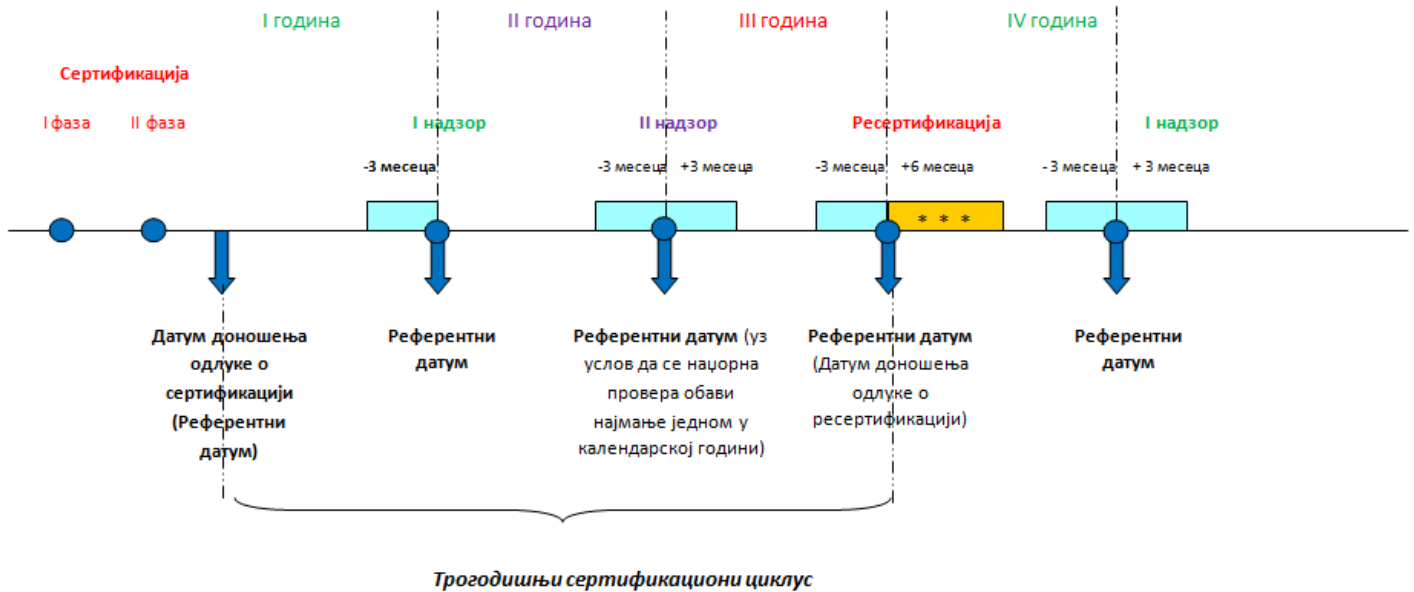 I година
II година
III година
IV година
Сертификација
I фаза
II фаза
I надзор
II надзор
Ресертификација
I надзор
-3 месеца
-3 месеца
+3 месеца
-3 месеца
+6 месеца
- 3 месеца
+ 3 месеца
* * *
Датум доношења
одлуке о
сертификацији
(Референтни
датум)
Референтни
датум
Референтни датум (уз
услов да се наџорна
провера обави
најмање једном у
календарској години)
Референтни датум
(Датум доношења
одлуке о
ресертификацији)
Референтни
датум
Трогодишњи сертификациони циклус